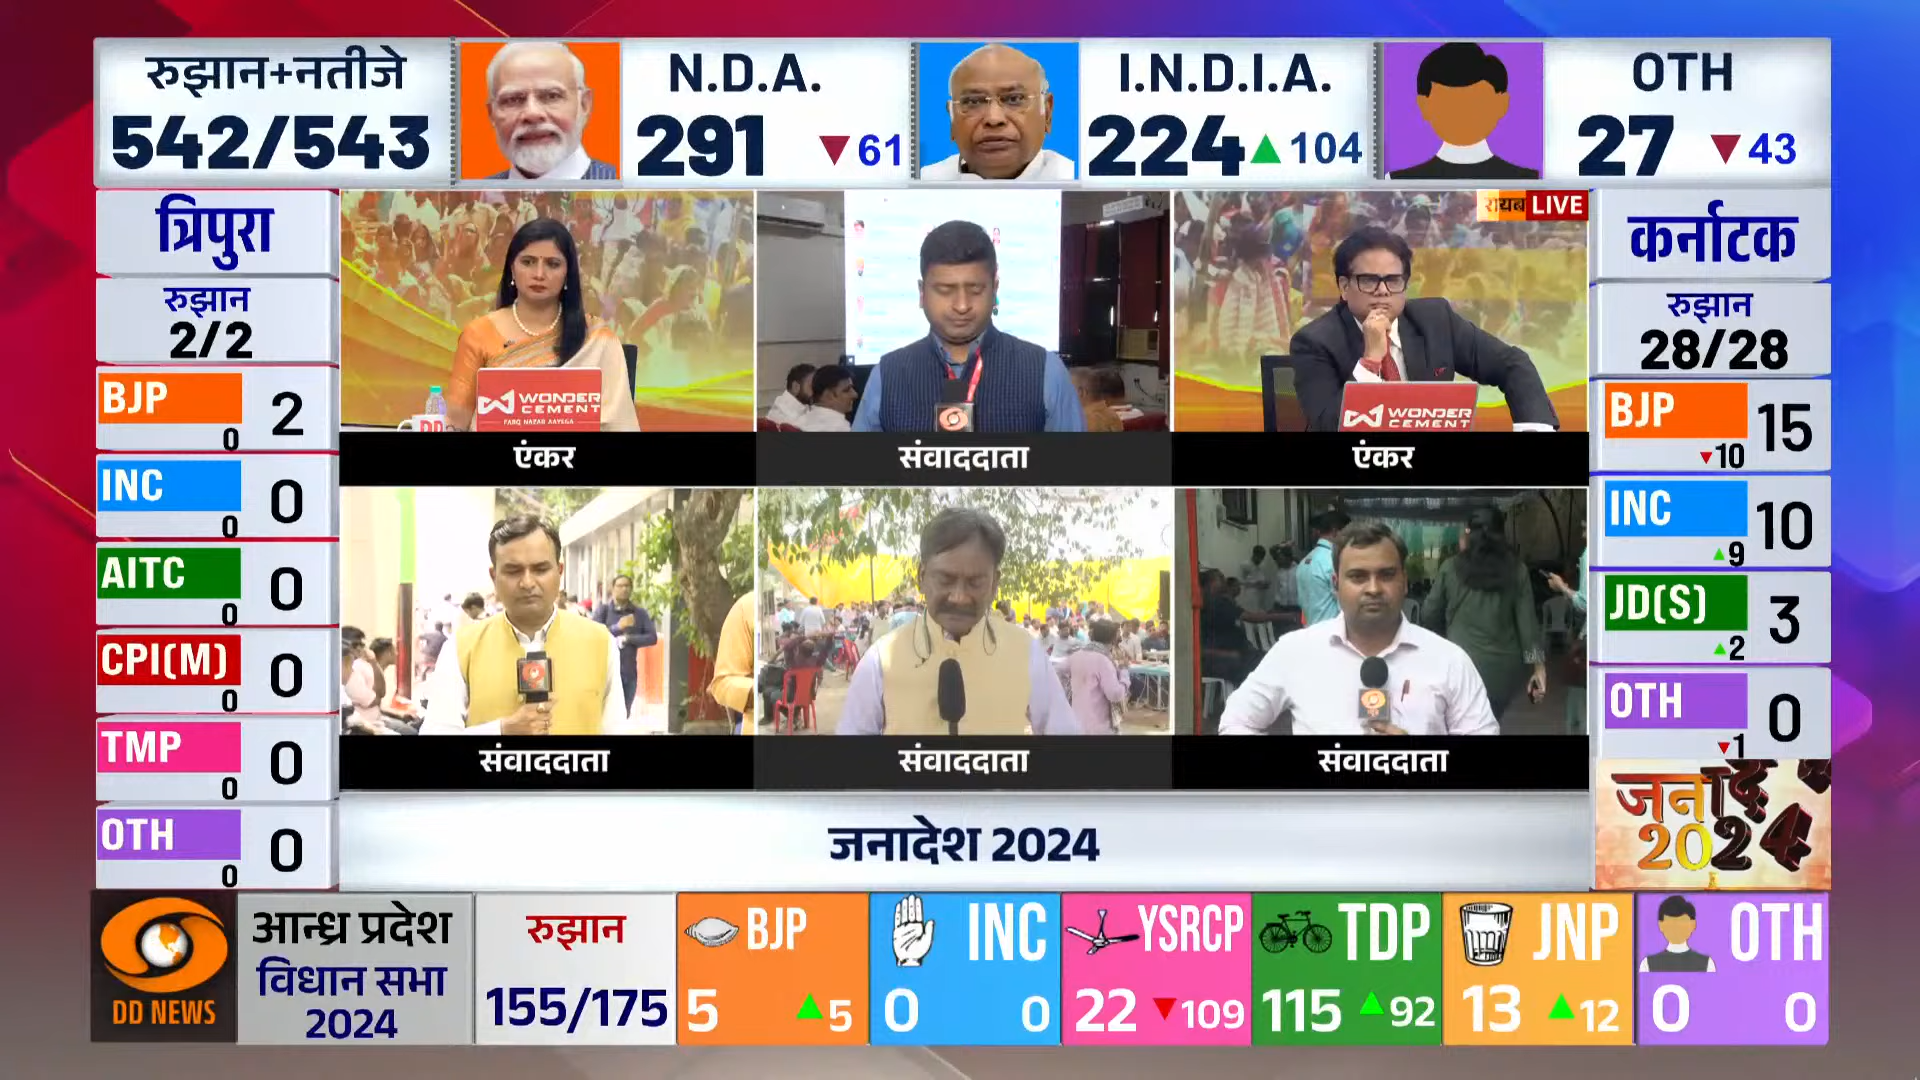 रुझान+नतीजे
542/543
N.D.A.
291 ▼61
I.N.D.I.A.
224 ▲104
OTH
27 ▼43
त्रिपुरा
रुझान
2/2
BJP
0
2
INC
0
0
AITC
0
0
CPI(M)
0
0
TMP
0
0
OTH
0
0
WONDER
CEMENT
FARQ NAZAR AAYEGA
एंकर
संवाददाता
LIVE
WONDER
CEMENT
एंकर
संवाददाता
संवाददाता
संवाददाता
जनादेश 2024
कर्नाटक
रुझान
28/28
BJP
▼10
15
INC
▲9
10
JD(S)
▲2
3
OTH
▼1
0
2024
DD NEWS
आन्ध्र प्रदेश
विधान सभा
2024
रुझान
155/175
BJP
5 ▲5
INC
0 0
YSRCP
22 ▼109
TDP
115 ▲92
JNP
13 ▲12
OTH
0 0